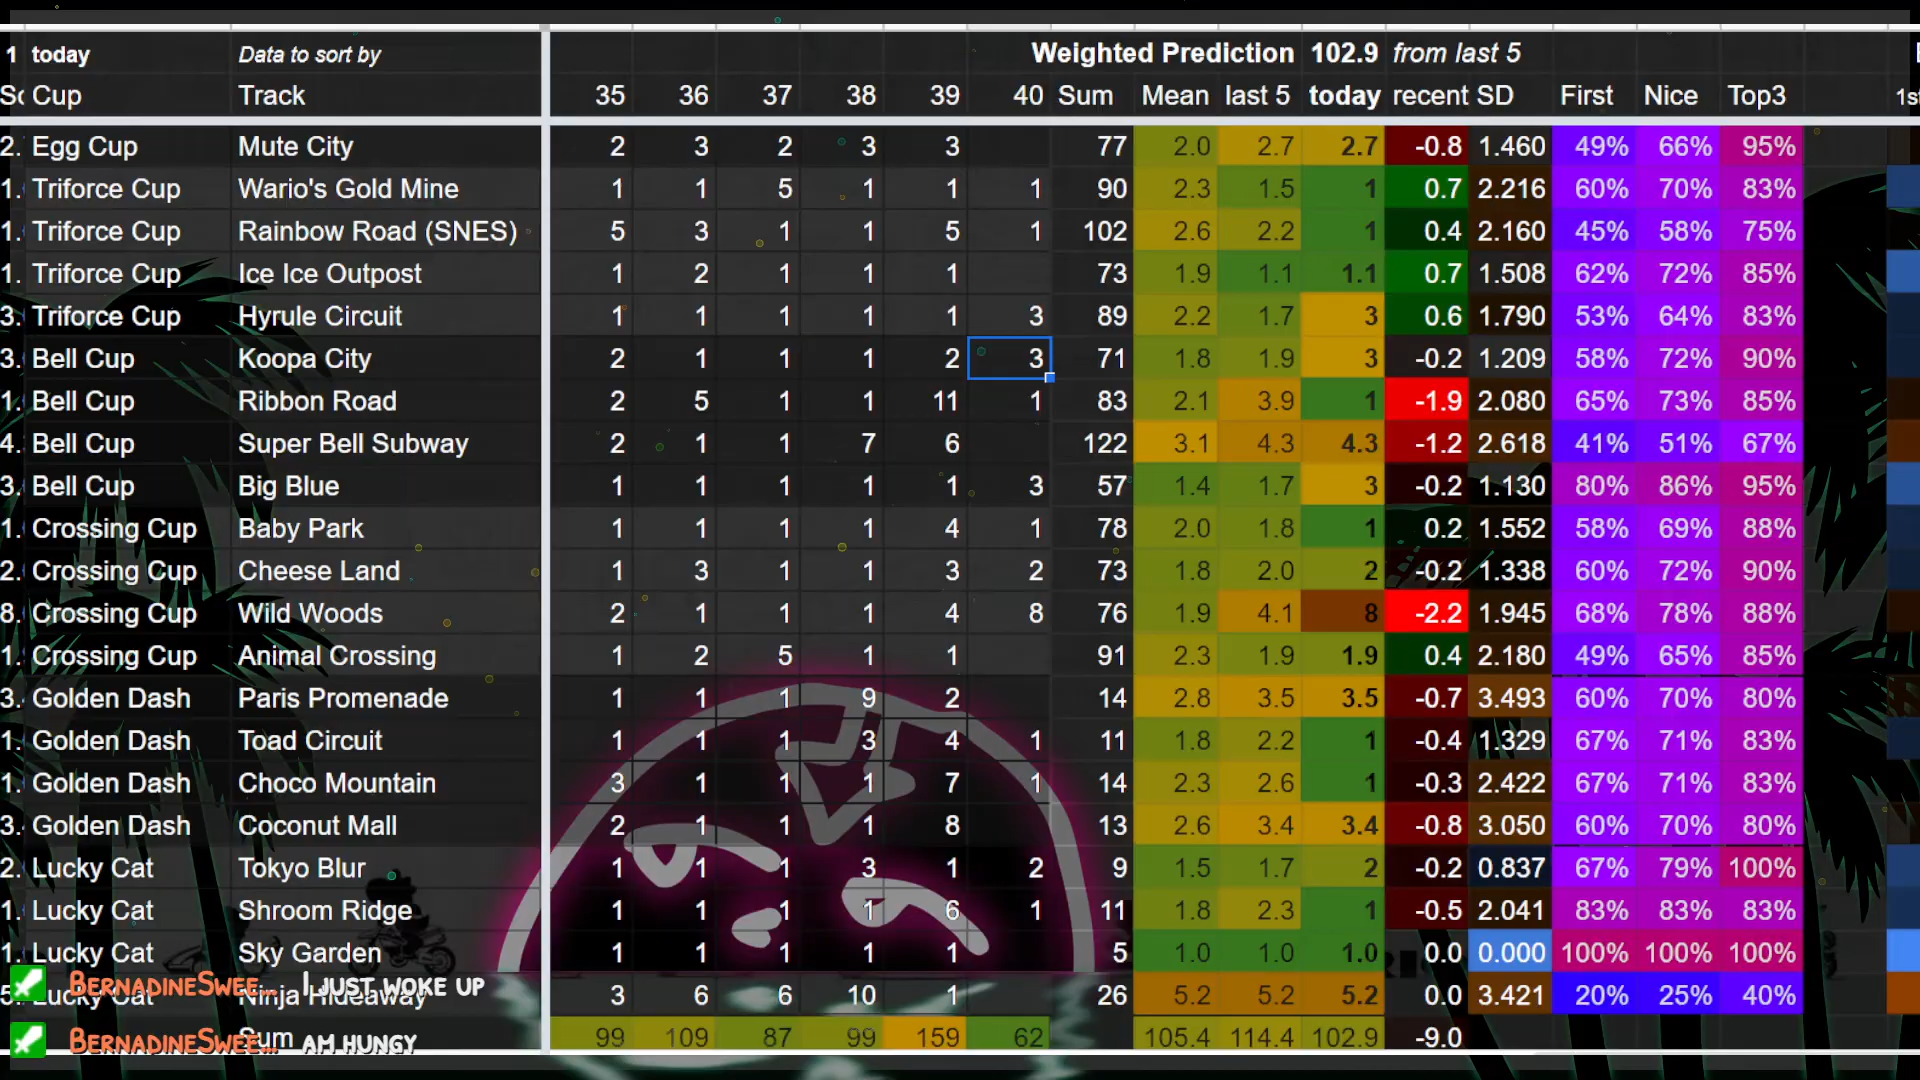 Weighted Prediction 102.9 from last 5
1 today Data to sort by
Cup Track 35 36 37 38 39 40 Sum Mean last 5 today recent SD First Nice Top3
2. Egg Cup Mute City 2 3 2 3 3 77 2.0 2.7 2.7 -0.8 1.460 49% 66% 95%
1. Triforce Cup Wario's Gold Mine 1 1 5 1 1 1 90 2.3 1.5 1 0.7 2.216 60% 70% 83%
1. Triforce Cup Rainbow Road (SNES) 5 3 1 1 5 1 102 2.6 2.2 1 0.4 2.160 45% 58% 75%
1. Triforce Cup Ice Ice Outpost 1 2 1 1 1 73 1.9 1.1 1.1 0.7 1.508 62% 72% 85%
3. Triforce Cup Hyrule Circuit 1 1 1 1 1 3 89 2.2 1.7 3 0.6 1.790 53% 64% 83%
3. Bell Cup Koopa City 2 1 1 1 2 3 71 1.8 1.9 3 -0.2 1.209 58% 72% 90%
1. Bell Cup Ribbon Road 2 5 1 1 11 1 83 2.1 3.9 1 -1.9 2.080 65% 73% 85%
4. Bell Cup Super Bell Subway 2 1 1 7 6 122 3.1 4.3 4.3 -1.2 2.618 41% 51% 67%
3. Bell Cup Big Blue 1 1 1 1 1 3 57 1.4 1.7 3 -0.2 1.130 80% 86% 95%
1. Crossing Cup Baby Park 1 1 1 1 4 1 78 2.0 1.8 1 0.2 1.552 58% 69% 88%
2. Crossing Cup Cheese Land 1 3 1 1 3 2 73 1.8 2.0 2 -0.2 1.338 60% 72% 90%
8. Crossing Cup Wild Woods 2 1 1 1 4 8 76 1.9 4.1 8 -2.2 1.945 68% 78% 88%
1. Crossing Cup Animal Crossing 1 2 5 1 1 91 2.3 1.9 1.9 0.4 2.180 49% 65% 85%
3. Golden Dash Paris Promenade 1 1 1 9 2 14 2.8 3.5 3.5 -0.7 3.493 60% 70% 80%
1. Golden Dash Toad Circuit 1 1 1 3 4 1 11 1.8 2.2 1 -0.4 1.329 67% 71% 83%
1. Golden Dash Choco Mountain 3 1 1 1 7 1 14 2.3 2.6 1 -0.3 2.422 67% 71% 83%
3. Golden Dash Coconut Mall 2 1 1 1 8 13 2.6 3.4 3.4 -0.8 3.050 60% 70% 80%
2. Lucky Cat Tokyo Blur 1 1 1 3 1 2 9 1.5 1.7 2 -0.2 0.837 67% 79% 100%
1. Lucky Cat Shroom Ridge 1 1 1 1 6 1 11 1.8 2.3 1 -0.5 2.041 83% 83% 83%
1. Lucky Cat Sky Garden 1 1 1 1 1 5 1.0 1.0 1.0 0.0 0.000 100% 100% 100%
BernadineSwee... I just woke up
5. Lucky Cat Ninja Hideaway 3 6 6 10 1 26 5.2 5.2 5.2 0.0 3.421 20% 25% 40%
Sum 99 109 87 99 159 62 105.4 114.4 102.9 -9.0
BernadineSwee... am hungy